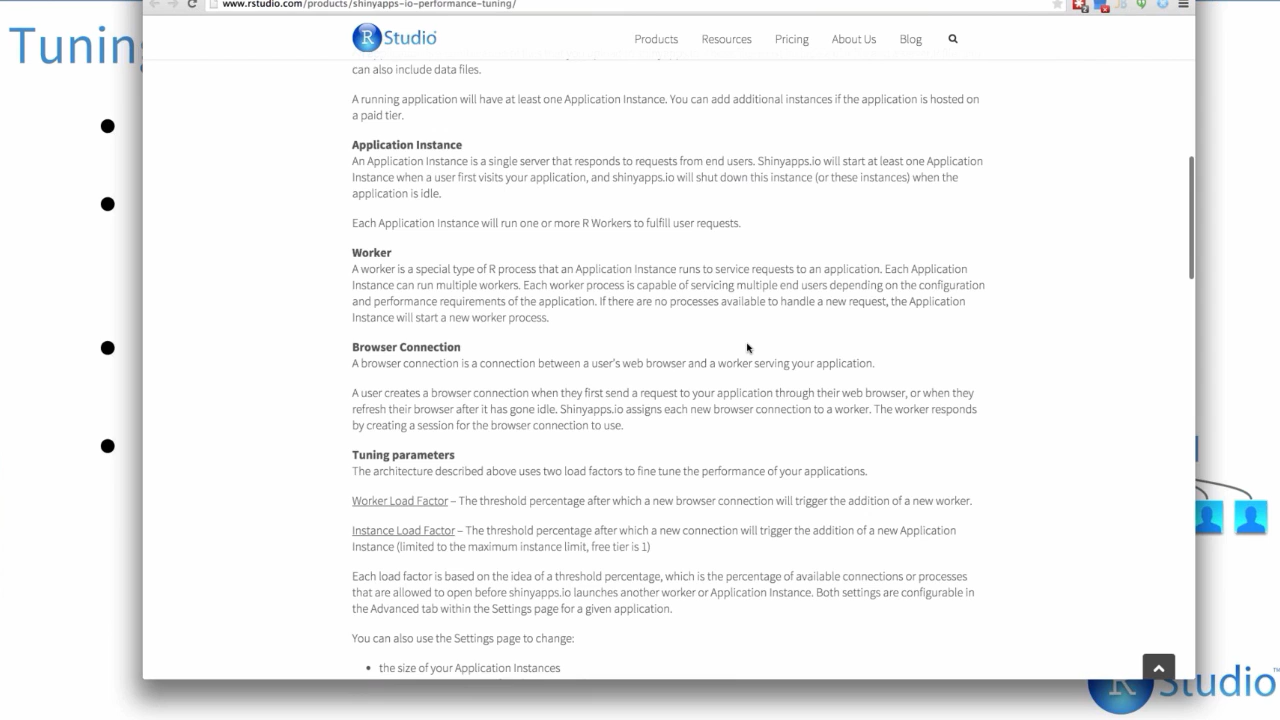 www.rstudio.com/products/shinyapps-io-performance-tuning/
Tuning
R Studio
Products Resources Pricing About Us Blog
can also include data files.
A running application will have at least one Application Instance. You can add additional instances if the application is hosted on
a paid tier.
Application Instance
An Application Instance is a single server that responds to requests from end users. Shinyapps.io will start at least one Application
Instance when a user first visits your application, and shinyapps.io will shut down this instance (or these instances) when the
application is idle.
Each Application Instance will run one or more R Workers to fulfill user requests.
Worker
A worker is a special type of R process that an Application Instance runs to service requests to an application. Each Application
Instance can run multiple workers. Each worker process is capable of servicing multiple end users depending on the configuration
and performance requirements of the application. If there are no processes available to handle a new request, the Application
Instance will start a new worker process.
Browser Connection
A browser connection is a connection between a user's web browser and a worker serving your application.
A user creates a browser connection when they first send a request to your application through their web browser, or when they
refresh their browser after it has gone idle. Shinyapps.io assigns each new browser connection to a worker. The worker responds
by creating a session for the browser connection to use.
Tuning parameters
The architecture described above uses two load factors to fine tune the performance of your applications.
Worker Load Factor – The threshold percentage after which a new browser connection will trigger the addition of a new worker.
Instance Load Factor – The threshold percentage after which a new connection will trigger the addition of a new Application
Instance (limited to the maximum instance limit, free tier is 1)
Each load factor is based on the idea of a threshold percentage, which is the percentage of available connections or processes
that are allowed to open before shinyapps.io launches another worker or Application Instance. Both settings are configurable in
the Advanced tab within the Settings page for a given application.
You can also use the Settings page to change:
• the size of your Application Instances
R Studio™